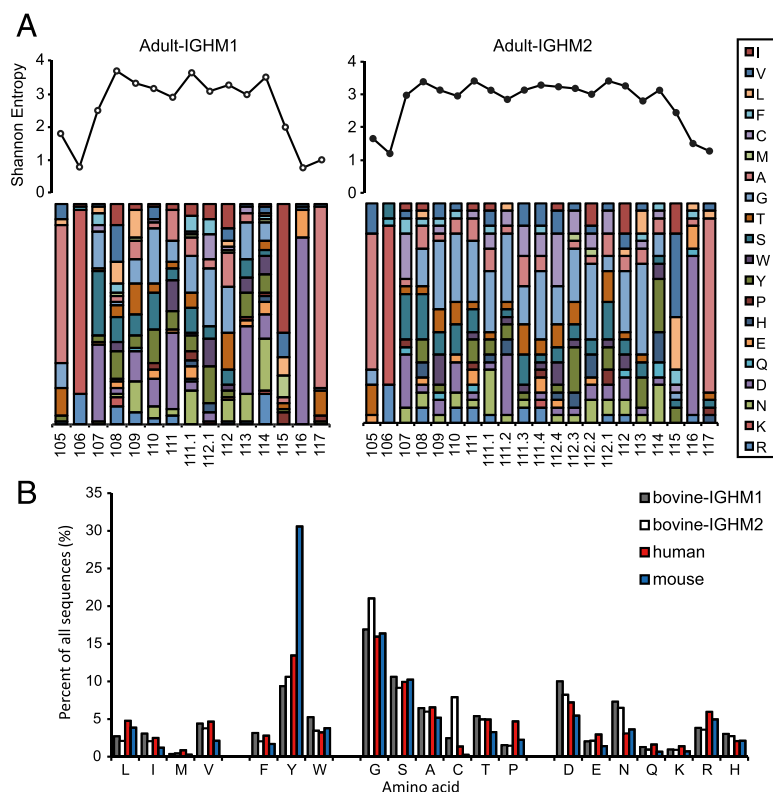 A
Adult-IGHM1
Adult-IGHM2
Shannon Entropy
4
3
2
1
0
4
3
2
1
0
105 106 107 108 109 110 111 111.1 112.1 112 113 114 115 116 117
105 106 107 108 109 110 111 111.1 111.2 111.3 111.4 112.4 112.3 112.2 112.1 112 113 114 115 116 117
I
V
L
F
C
M
A
G
T
S
W
Y
P
H
E
Q
D
N
K
R
B
Percent of all sequences (%)
35
30
25
20
15
10
5
0
bovine-IGHM1
bovine-IGHM2
human
mouse
L I M V F Y W G S A C T P D E N Q K R H
Amino acid